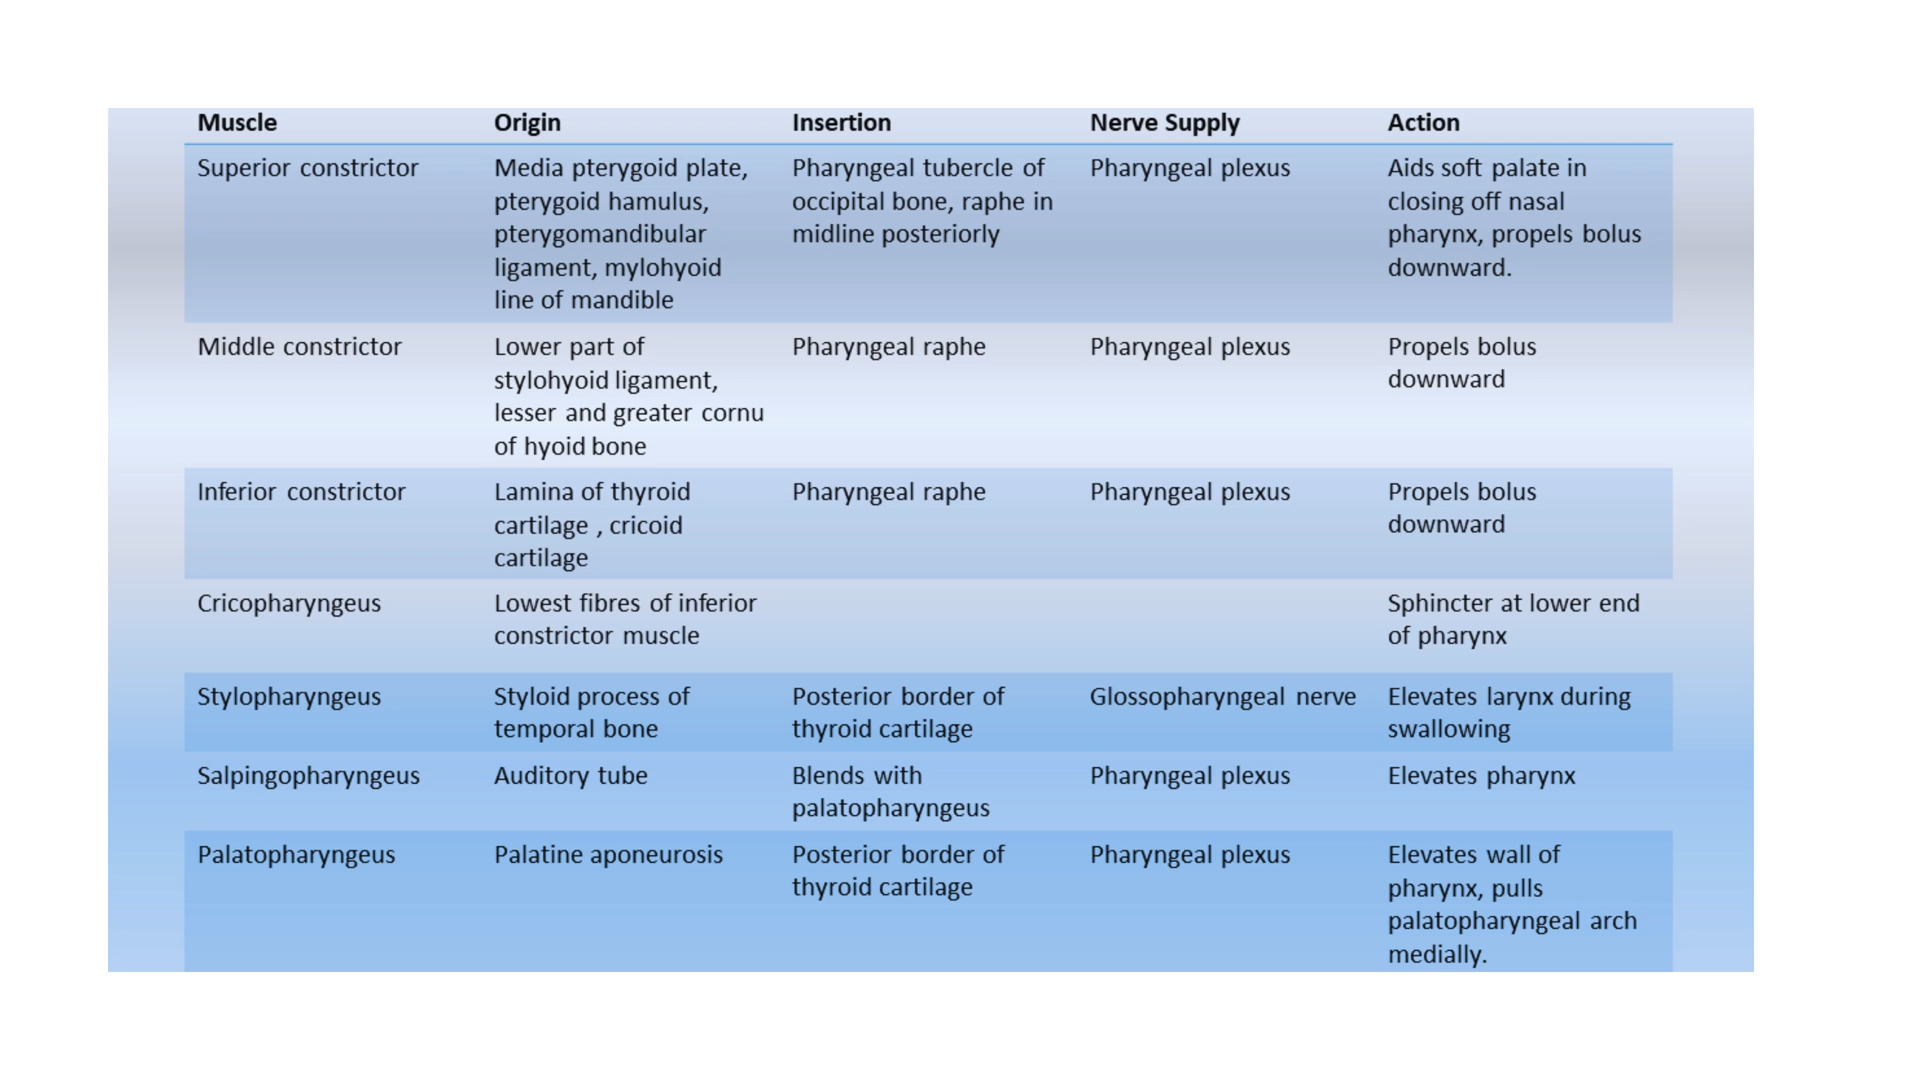 Muscle Origin Insertion Nerve Supply Action
Superior constrictor
Media pterygoid plate,
pterygoid hamulus,
pterygomandibular
ligament, mylohyoid
line of mandible
Pharyngeal tubercle of
occipital bone, raphe in
midline posteriorly
Pharyngeal plexus
Aids soft palate in
closing off nasal
pharynx, propels bolus
downward.
Middle constrictor
Lower part of
stylohyoid ligament,
lesser and greater cornu
of hyoid bone
Pharyngeal raphe
Pharyngeal plexus
Propels bolus
downward
Inferior constrictor
Lamina of thyroid
cartilage , cricoid
cartilage
Pharyngeal raphe
Pharyngeal plexus
Propels bolus
downward
Cricopharyngeus
Lowest fibres of inferior
constrictor muscle
Sphincter at lower end
of pharynx
Stylopharyngeus
Styloid process of
temporal bone
Posterior border of
thyroid cartilage
Glossopharyngeal nerve
Elevates larynx during
swallowing
Salpingopharyngeus
Auditory tube
Blends with
palatopharyngeus
Pharyngeal plexus
Elevates pharynx
Palatopharyngeus
Palatine aponeurosis
Posterior border of
thyroid cartilage
Pharyngeal plexus
Elevates wall of
pharynx, pulls
palatopharyngeal arch
medially.